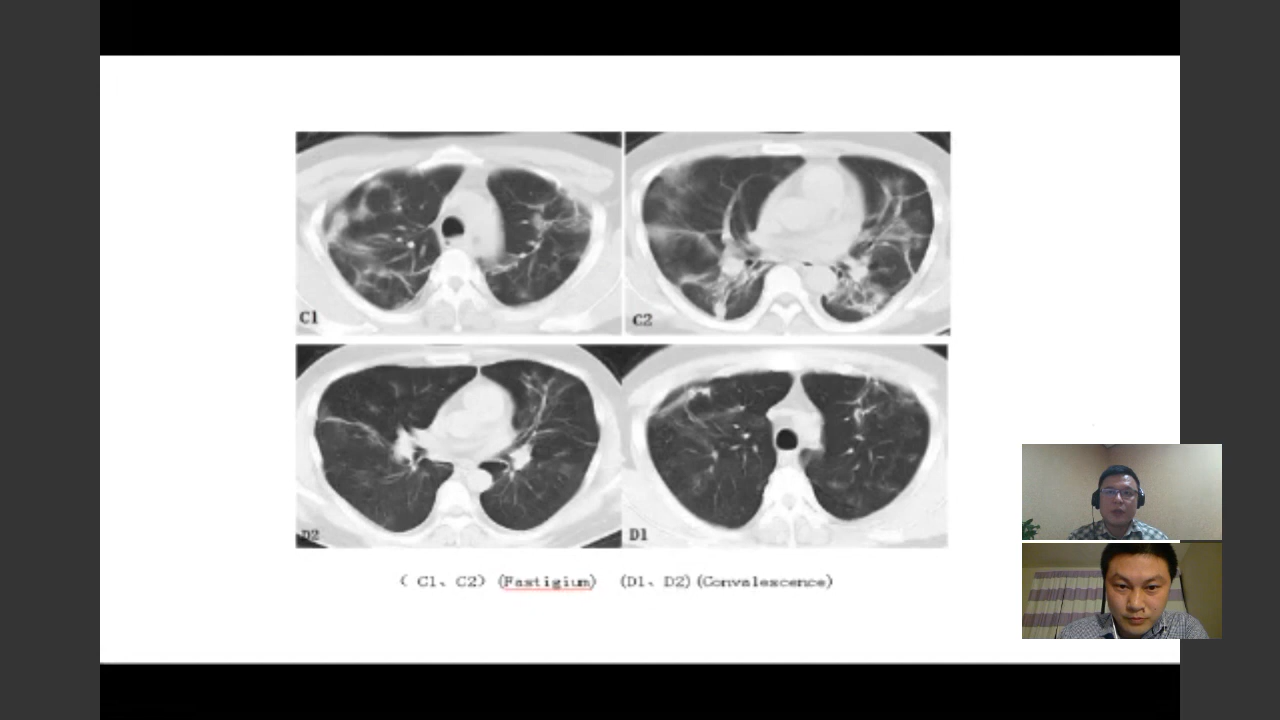 C1
C2
D2
D1
( C1、C2) (Fastigium) (D1、D2) (Convalescence)